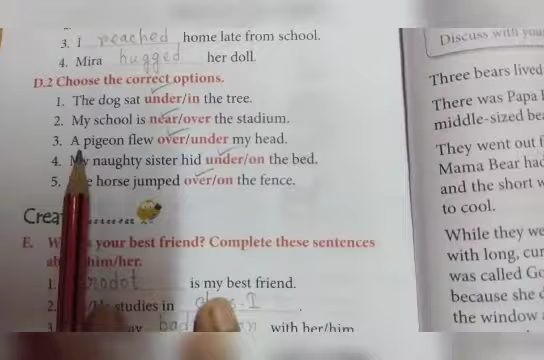 3. I reached home late from school.
4. Mira hugged her doll.
D.2 Choose the correct options.
1. The dog sat under/in the tree.
2. My school is near/over the stadium.
3. A pigeon flew over/under my head.
4. My naughty sister hid under/on the bed.
5. horse jumped over/on the fence.
Crea
E. your best friend? Complete these sentences
him/her.
1. is my best friend.
2. studies in class-I.
3. with her/him
Discuss with your
Three bears lived
There was Papa
middle-sized
They went out
Mama Bear had
and the short
to cool.
While they
with long,
was called
because she
the window